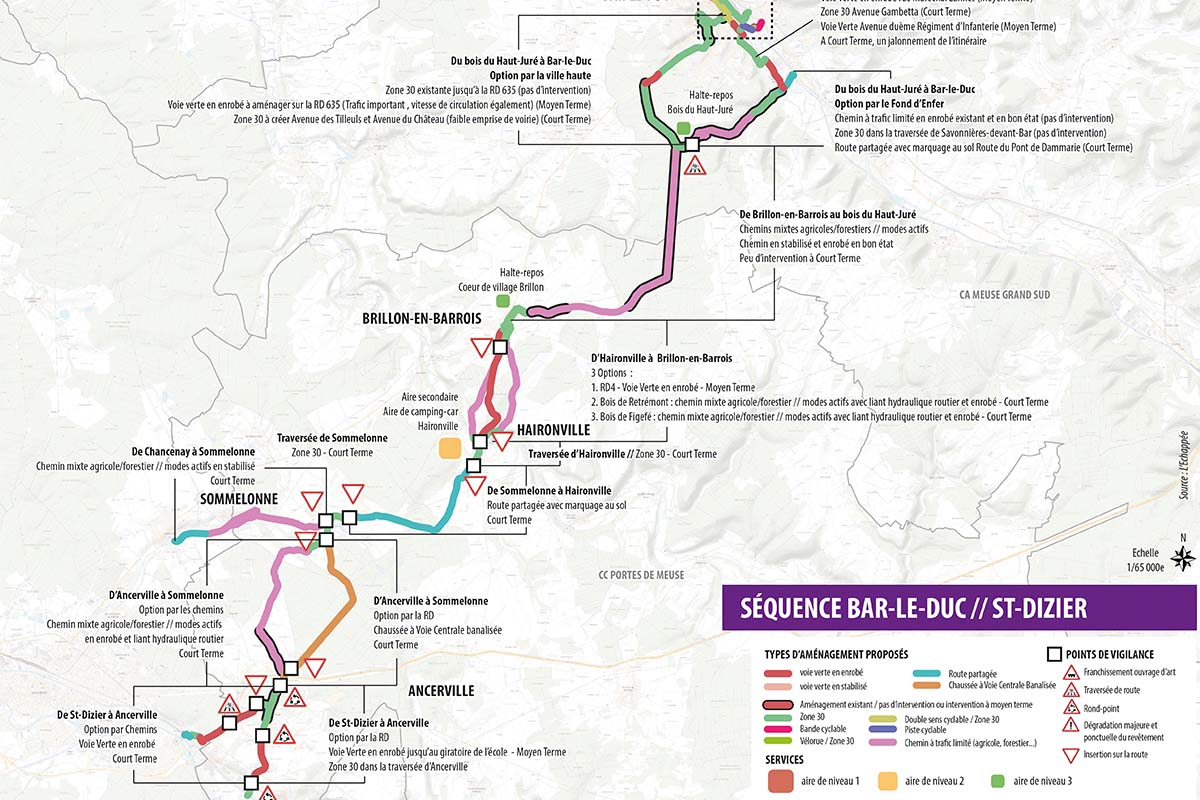 Zone 30 Avenue Gambetta (Court Terme)
Voie Verte Avenue duème Régiment d'Infanterie (Moyen Terme)
A Court Terme, un jalonnement de l'itinéraire
Du bois du Haut-Juré à Bar-le-Duc
Option par la ville haute
Zone 30 existante jusqu'à la RD 635 (pas d'intervention)
Voie verte en enrobé à aménager sur la RD 635 (Trafic important , vitesse de circulation également) (Moyen Terme)
Zone 30 à créer Avenue des Tilleuls et Avenue du Château (faible emprise de voirie) (Court Terme)
Halte-repos
Bois du Haut-Juré
Du bois du Haut-Juré à Bar-le-Duc
Option par le Fond d'Enfer
Chemin à trafic limité en enrobé existant et en bon état (pas d'intervention)
Zone 30 dans la traversée de Savonnières-devant-Bar (pas d'intervention)
Route partagée avec marquage au sol Route du Pont de Dammarie (Court Terme)
De Brillon-en-Barrois au bois du Haut-Juré
Chemins mixtes agricoles/forestiers // modes actifs
Chemin en stabilisé et enrobé en bon état
Peu d'intervention à Court Terme
Halte-repos
Coeur de village Brillon
CA MEUSE GRAND SUD
BRILLON-EN-BARROIS
D'Haironville à Brillon-en-Barrois
3 Options :
1. RD4 - Voie Verte en enrobé - Moyen Terme
2. Bois de Retrémont : chemin mixte agricole/forestier // modes actifs avec liant hydraulique routier et enrobé - Court Terme
3. Bois de Figefé : chemin mixte agricole/forestier // modes actifs avec liant hydraulique routier et enrobé - Court Terme
Aire secondaire
Aire de camping-car
Haironville
HAIRONVILLE
Traversée d'Haironville // Zone 30 - Court Terme
Traversée de Sommelonne
Zone 30 - Court Terme
De Chancenay à Sommelonne
Chemin mixte agricole/forestier // modes actifs en stabilisé
Court Terme
SOMMELONNE
De Sommelonne à Haironville
Route partagée avec marquage au sol
Court Terme
Source : L'Echappée
Echelle
1/65 000e
N
CC PORTES DE MEUSE
D'Ancerville à Sommelonne
Option par les chemins
Chemin mixte agricole/forestier // modes actifs
en enrobé et liant hydraulique routier
Court Terme
D'Ancerville à Sommelonne
Option par la RD
Chaussée à Voie Centrale banalisée
Court Terme
ANCERVILLE
De St-Dizier à Ancerville
Option par Chemins
Voie Verte en enrobé
Court Terme
De St-Dizier à Ancerville
Option par la RD
Voie Verte en enrobé jusqu'au giratoire de l'école - Moyen Terme
Zone 30 dans la traversée d'Ancerville
SÉQUENCE BAR-LE-DUC // ST-DIZIER
TYPES D'AMÉNAGEMENT PROPOSÉS
voie verte en enrobé
voie verte en stabilisé
Route partagée
Chaussée à Voie Centrale Banalisée
Aménagement existant / pas d'intervention ou intervention à moyen terme
Zone 30
Bande cyclable
Vélorue / Zone 30
Double sens cyclable / Zone 30
Piste cyclable
Chemin à trafic limité (agricole, forestier...)
SERVICES
aire de niveau 1
aire de niveau 2
aire de niveau 3
POINTS DE VIGILANCE
Franchissement ouvrage d'art
Traversée de route
Rond-point
Dégradation majeure et
ponctuelle du revêtement
Insertion sur la route